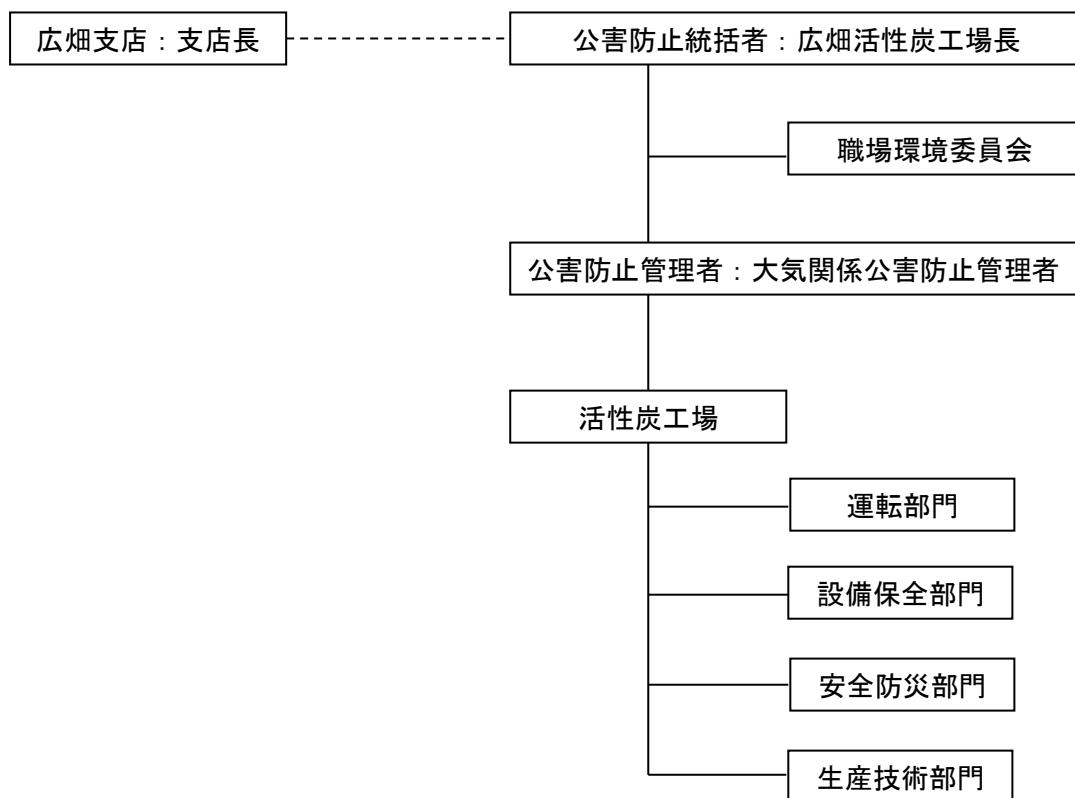 広畑支店：支店長
公害防止統括者：広畑活性炭工場長
職場環境委員会
公害防止管理者：大気関係公害防止管理者
活性炭工場
運転部門
設備保全部門
安全防災部門
生産技術部門